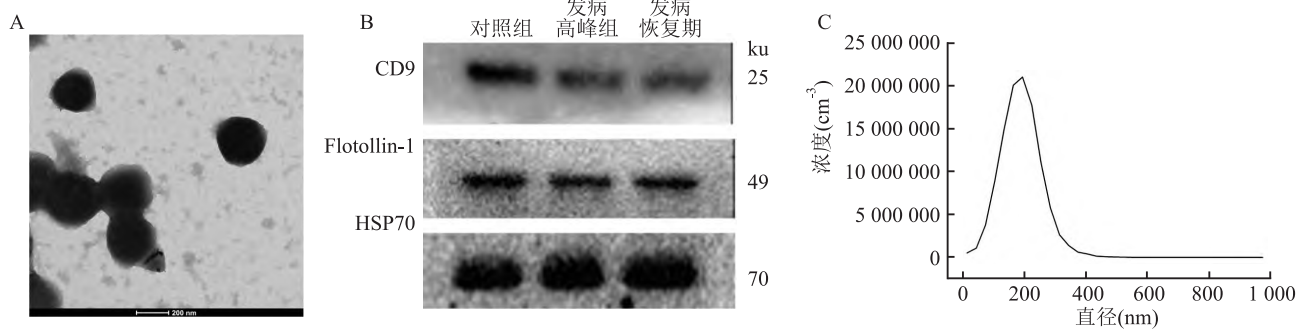 A
200 nm
B
对照组
发病
高峰组
发病
恢复期
ku
CD9
25
Flotollin-1
49
HSP70
70
C
25 000 000
20 000 000
15 000 000
10 000 000
5 000 000
0
浓度(cm⁻³)
0 200 400 600 800 1 000
直径(nm)